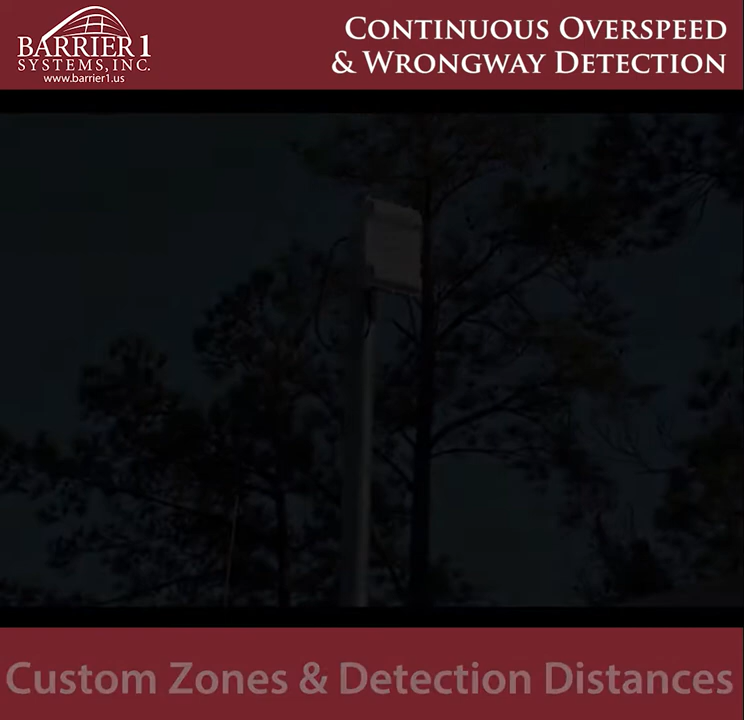 BARRIER 1
SYSTEMS, INC.
www.barrier1.us
CONTINUOUS OVERSPEED
& WRONGWAY DETECTION
Custom Zones & Detection Distances